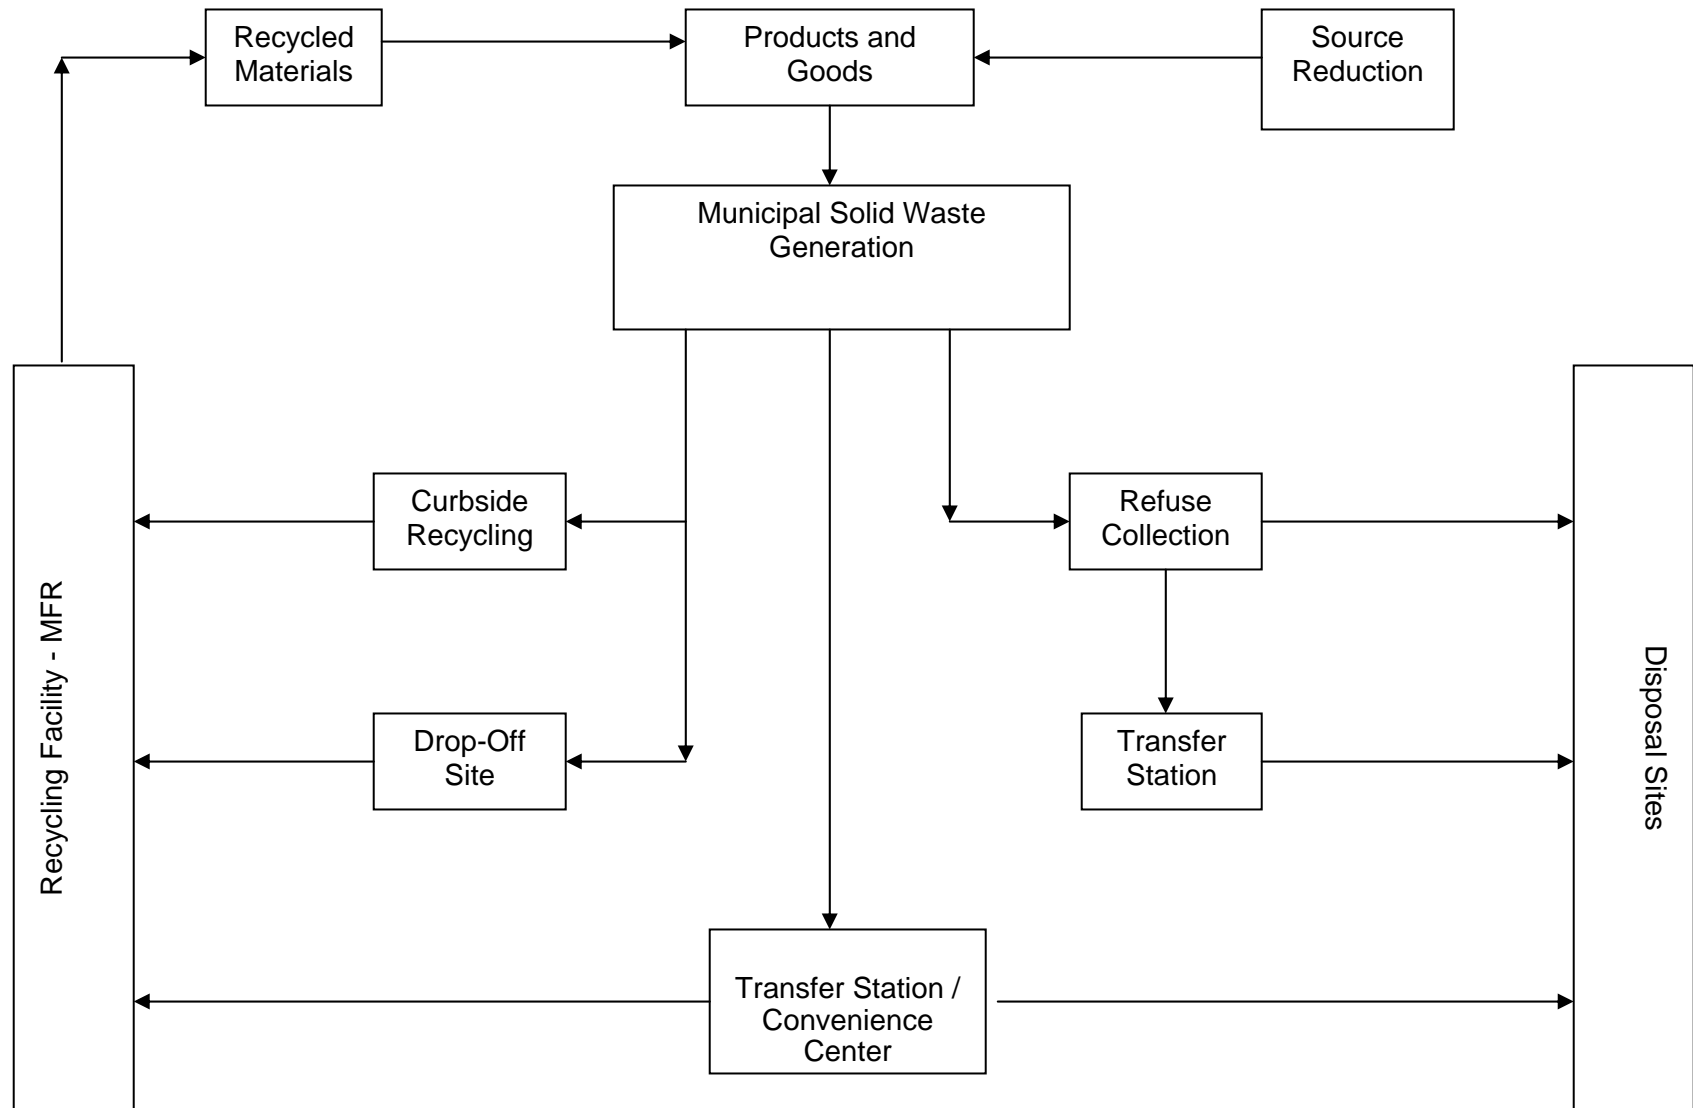 Recycled
Materials
Products and
Goods
Source
Reduction
Municipal Solid Waste
Generation
Curbside
Recycling
Refuse
Collection
Recycling Facility - MFR
Disposal Sites
Drop-Off
Site
Transfer
Station
Transfer Station /
Convenience
Center